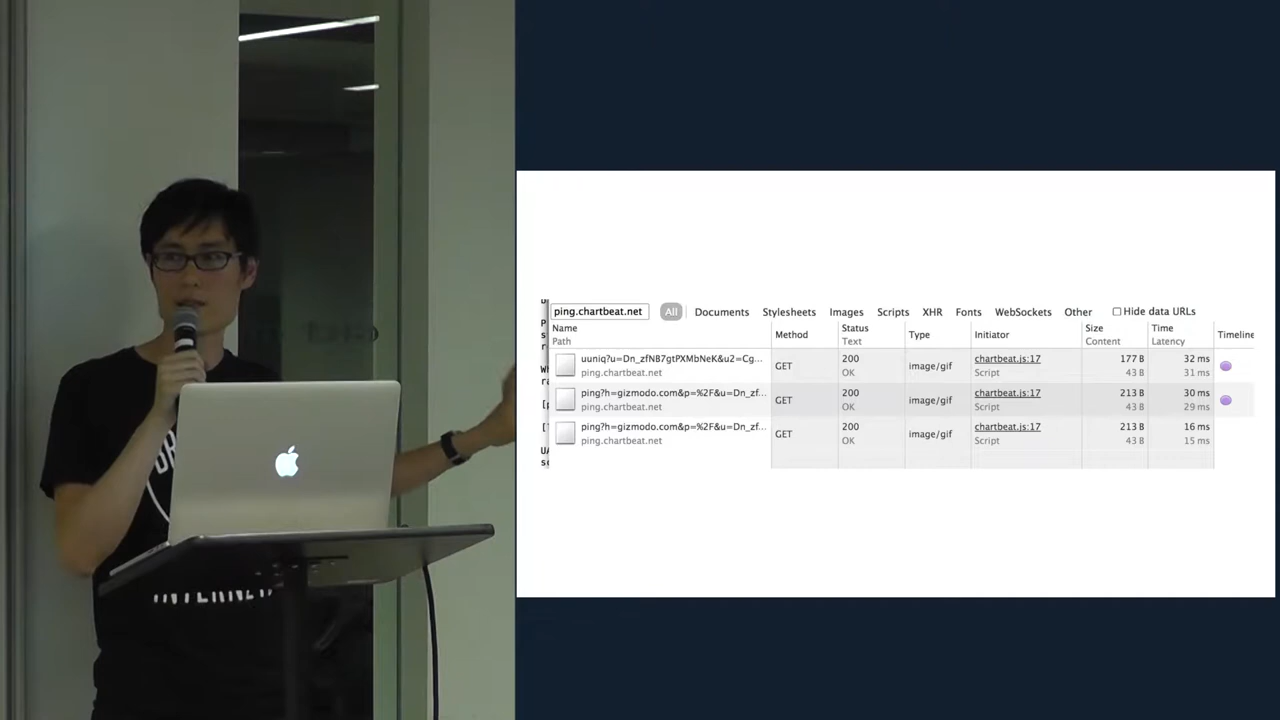 ping.chartbeat.net All Documents Stylesheets Images Scripts XHR Fonts WebSockets Other Hide data URLs
Name Method Status Type Initiator Size Time Timeline
Path Text Content Latency
uuniq?u=Dn_zfNB7gtPXMbNeK&u2=Cg... GET 200 image/gif chartbeat.js:17 177 B 32 ms
ping.chartbeat.net OK Script 43 B 31 ms
ping?h=gizmodo.com&p=%2F&u=Dn_zf... GET 200 image/gif chartbeat.js:17 213 B 30 ms
ping.chartbeat.net OK Script 43 B 29 ms
ping?h=gizmodo.com&p=%2F&u=Dn_zf... GET 200 image/gif chartbeat.js:17 213 B 16 ms
ping.chartbeat.net OK Script 43 B 15 ms
INTERNET